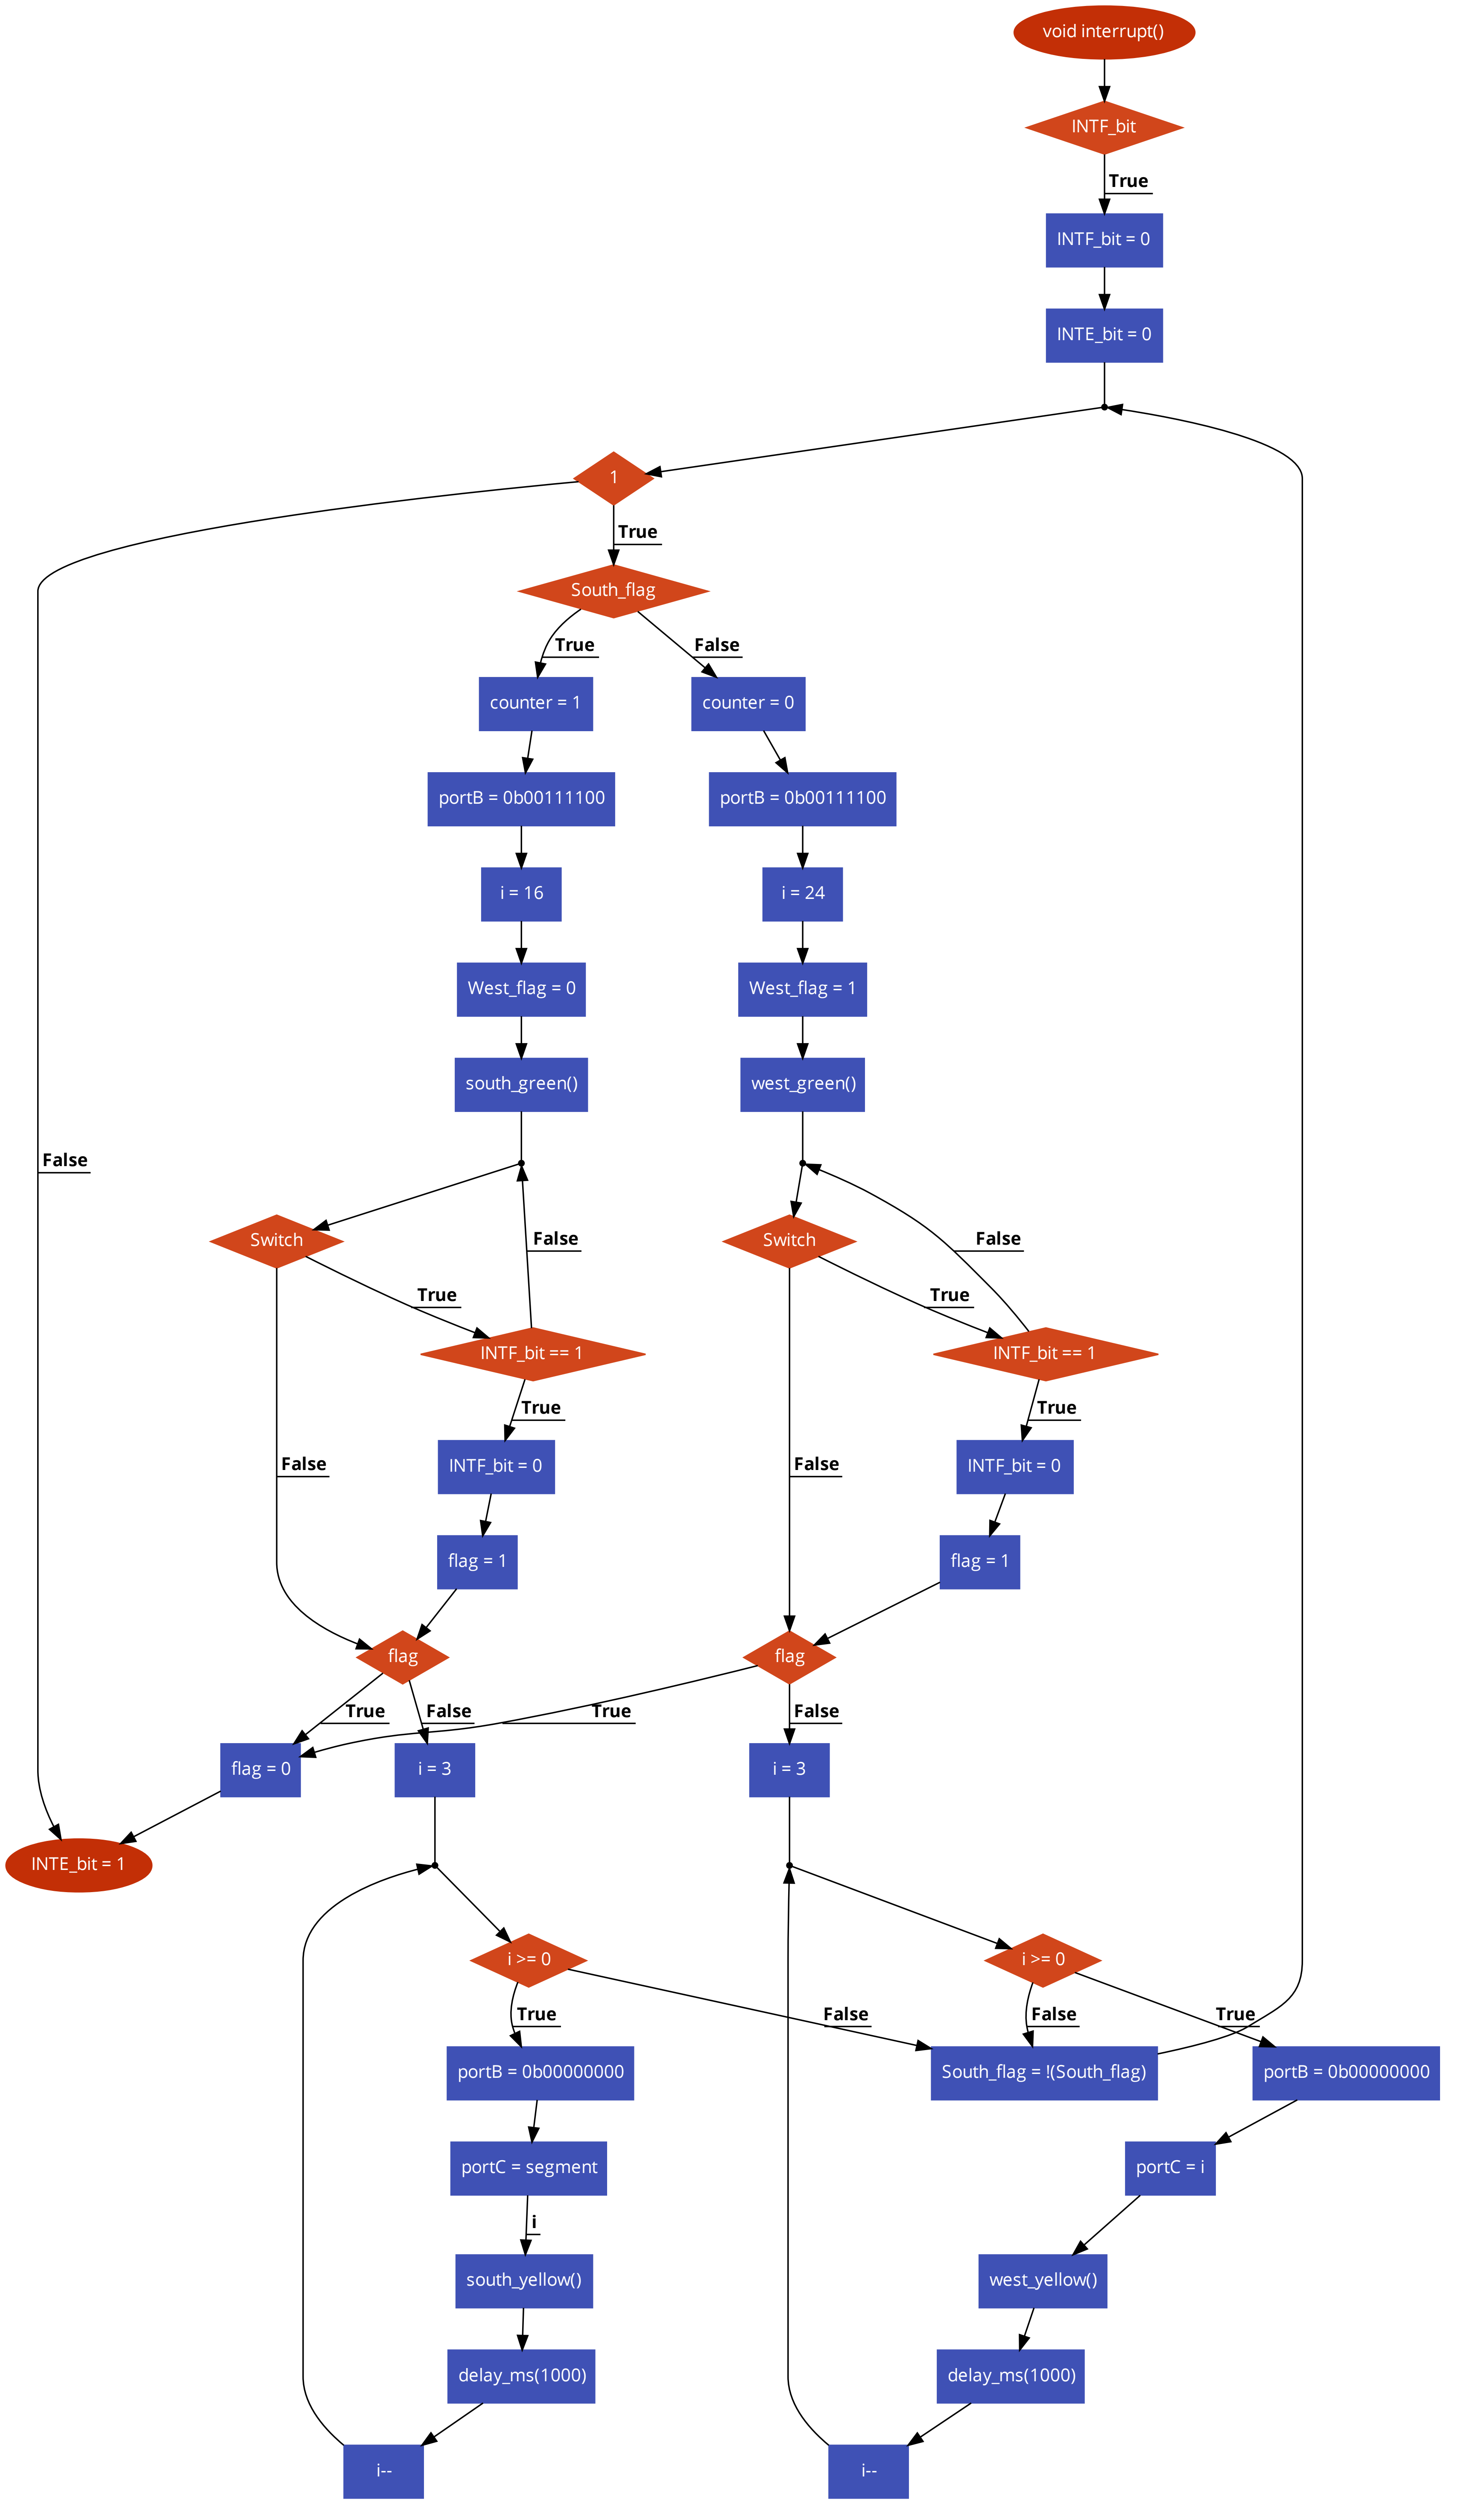 void interrupt()
INTF_bit
True
INTF_bit = 0
INTE_bit = 0
1
True
South_flag
True
False
counter = 1
counter = 0
portB = 0b00111100
portB = 0b00111100
i = 16
i = 24
West_flag = 0
West_flag = 1
south_green()
west_green()
False
Switch
False
Switch
False
True
True
INTF_bit == 1
INTF_bit == 1
True
True
INTF_bit = 0
INTF_bit = 0
False
False
flag = 1
flag = 1
flag
flag
True
False
True
False
flag = 0
i = 3
i = 3
INTE_bit = 1
i >= 0
i >= 0
True
False
False
True
portB = 0b00000000
South_flag = !(South_flag)
portB = 0b00000000
portC = segment
portC = i
i
south_yellow()
west_yellow()
delay_ms(1000)
delay_ms(1000)
i--
i--